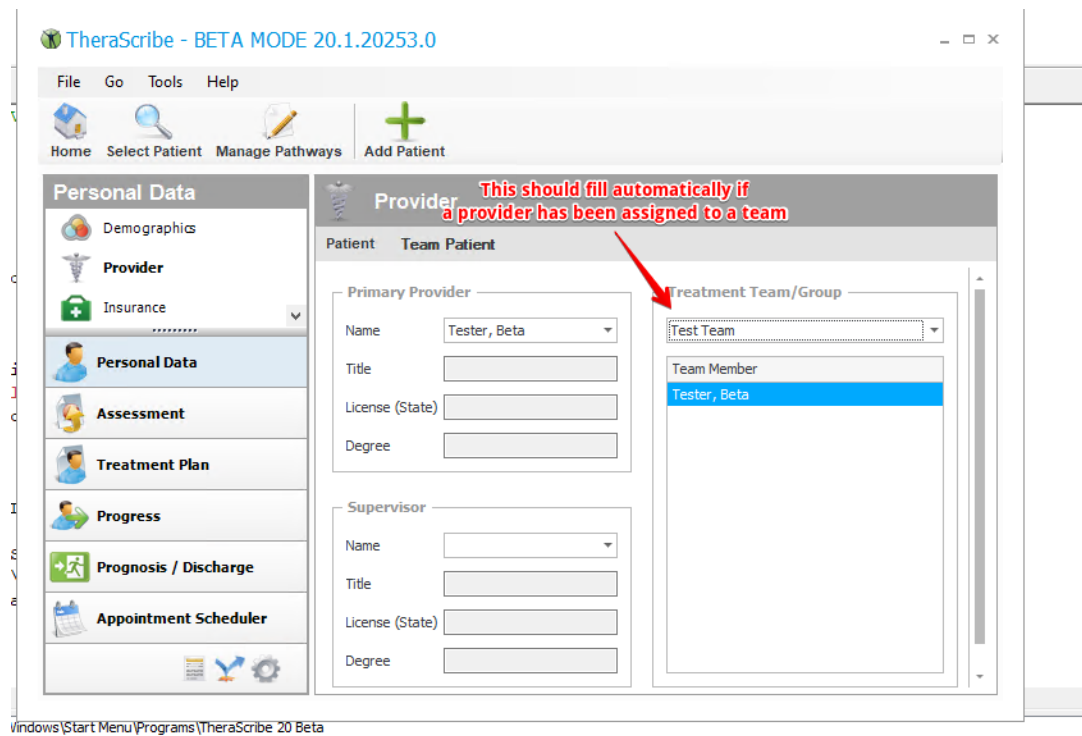 TheraScribe - BETA MODE 20.1.20253.0
File Go Tools Help
Home Select Patient Manage Pathways Add Patient
Personal Data
Demographics
Provider
Insurance
Personal Data
Assessment
Treatment Plan
Progress
Prognosis / Discharge
Appointment Scheduler
Provider
This should fill automatically if
a provider has been assigned to a team
Patient Team Patient
Primary Provider
Name Tester, Beta
Title
License (State)
Degree
Supervisor
Name
Title
License (State)
Degree
Treatment Team/Group
Test Team
Team Member
Tester, Beta
\Start Menu\Programs\TheraScribe 20 Beta